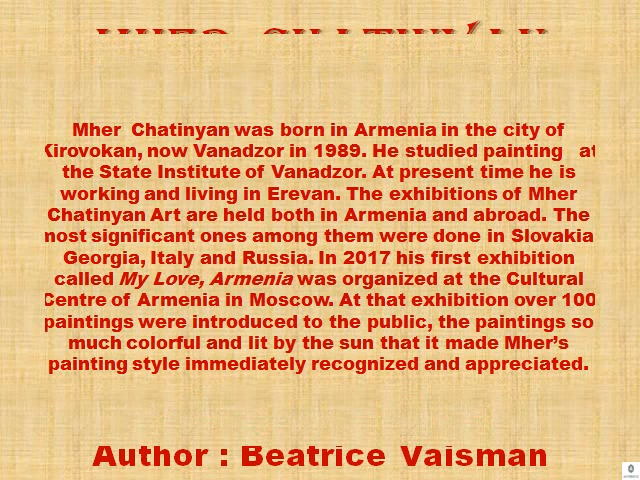 Mher Chatinyan was born in Armenia in the city of
Kirovokan, now Vanadzor in 1989. He studied painting at
the State Institute of Vanadzor. At present time he is
working and living in Erevan. The exhibitions of Mher
Chatinyan Art are held both in Armenia and abroad. The
most significant ones among them were done in Slovakia
Georgia, Italy and Russia. In 2017 his first exhibition
called My Love, Armenia was organized at the Cultural
Centre of Armenia in Moscow. At that exhibition over 100
paintings were introduced to the public, the paintings so
much colorful and lit by the sun that it made Mher’s
painting style immediately recognized and appreciated.
Author : Beatrice Vaisman